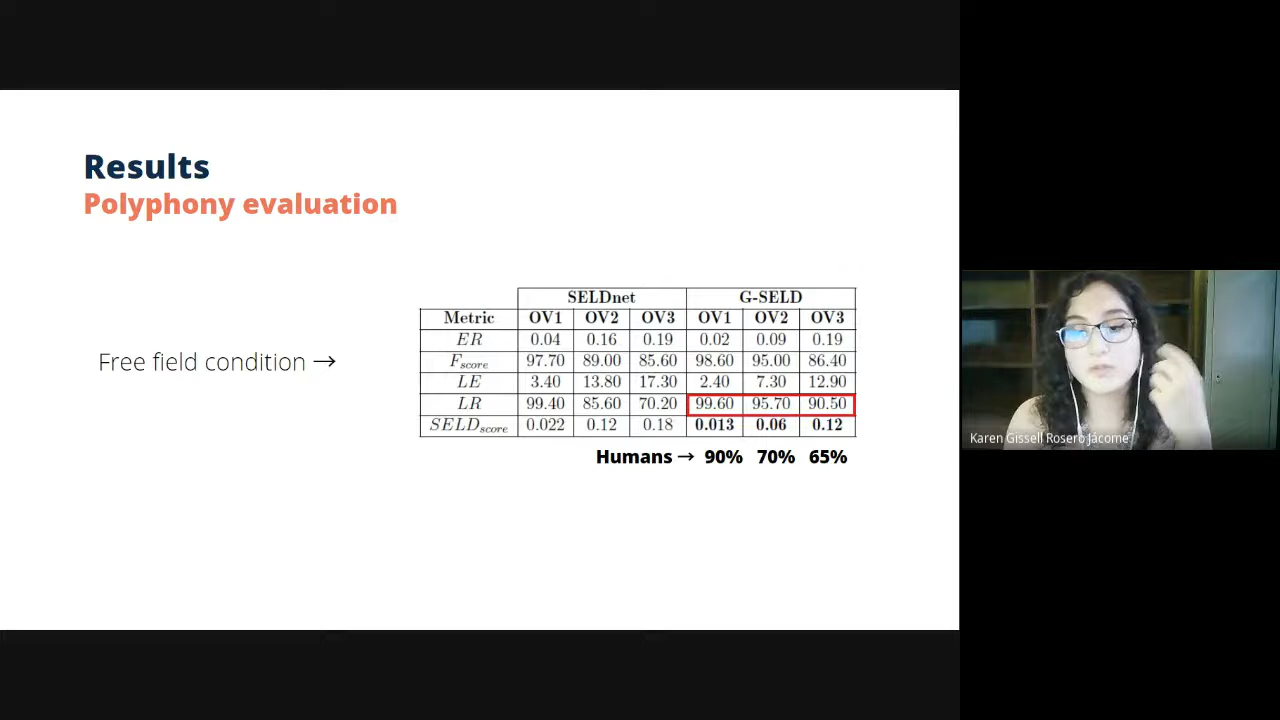 Results
Polyphony evaluation
Free field condition →
SELDnet G-SELD
Metric OV1 OV2 OV3 OV1 OV2 OV3
ER 0.04 0.16 0.19 0.02 0.09 0.19
Fscore 97.70 89.00 85.60 98.60 95.00 86.40
LE 3.40 13.80 17.30 2.40 7.30 12.90
LR 99.40 85.60 70.20 99.60 95.70 90.50
SELDscore 0.022 0.12 0.18 0.013 0.06 0.12
Humans → 90% 70% 65%
Karen Gissell Rosero Jácome